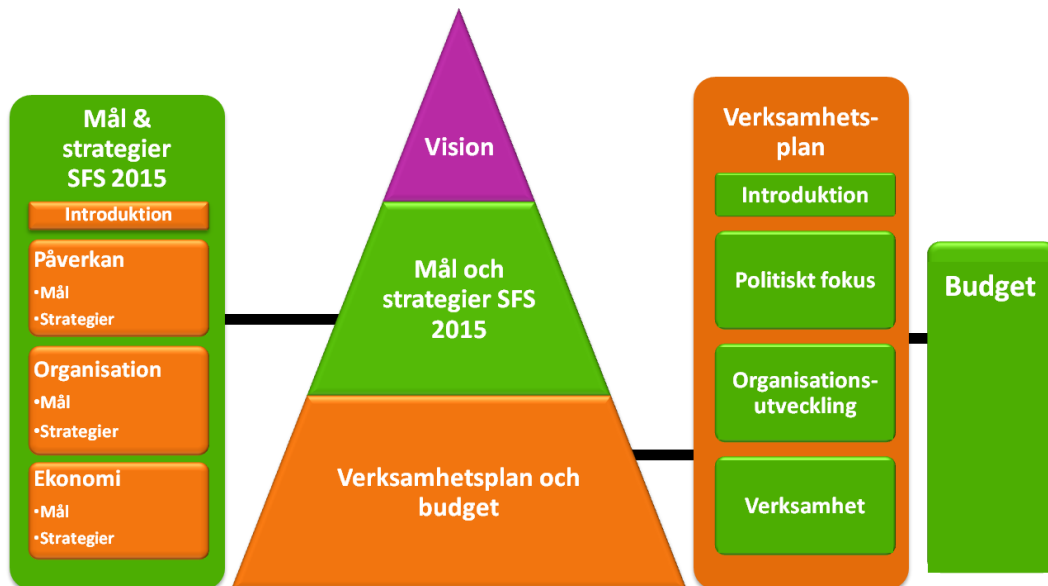 Mål &
strategier
SFS 2015
Introduktion
Påverkan
•Mål
•Strategier
Organisation
•Mål
•Strategier
Ekonomi
•Mål
•Strategier
Vision
Mål och
strategier SFS
2015
Verksamhetsplan och
budget
Verksamhets-
plan
Introduktion
Politiskt fokus
Organisations-
utveckling
Verksamhet
Budget